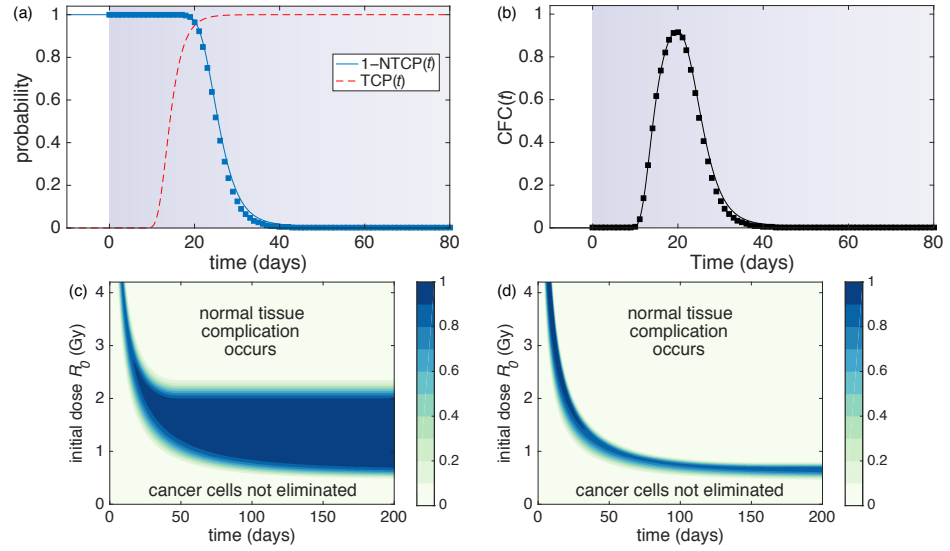 (a)
1
0.8
0.6
0.4
0.2
0
probability
1−NTCP(t)
TCP(t)
0 20 40 60 80
time (days)
(b)
1
0.8
0.6
0.4
0.2
0
CFC(t)
0 20 40 60 80
Time (days)
(c)
4
3
2
1
0
initial dose R0 (Gy)
normal tissue
complication
occurs
cancer cells not eliminated
0 50 100 150 200
time (days)
1
0.8
0.6
0.4
0.2
0
(d)
4
3
2
1
0
initial dose R0 (Gy)
normal tissue
complication
occurs
cancer cells not eliminated
0 50 100 150 200
time (days)
1
0.8
0.6
0.4
0.2
0